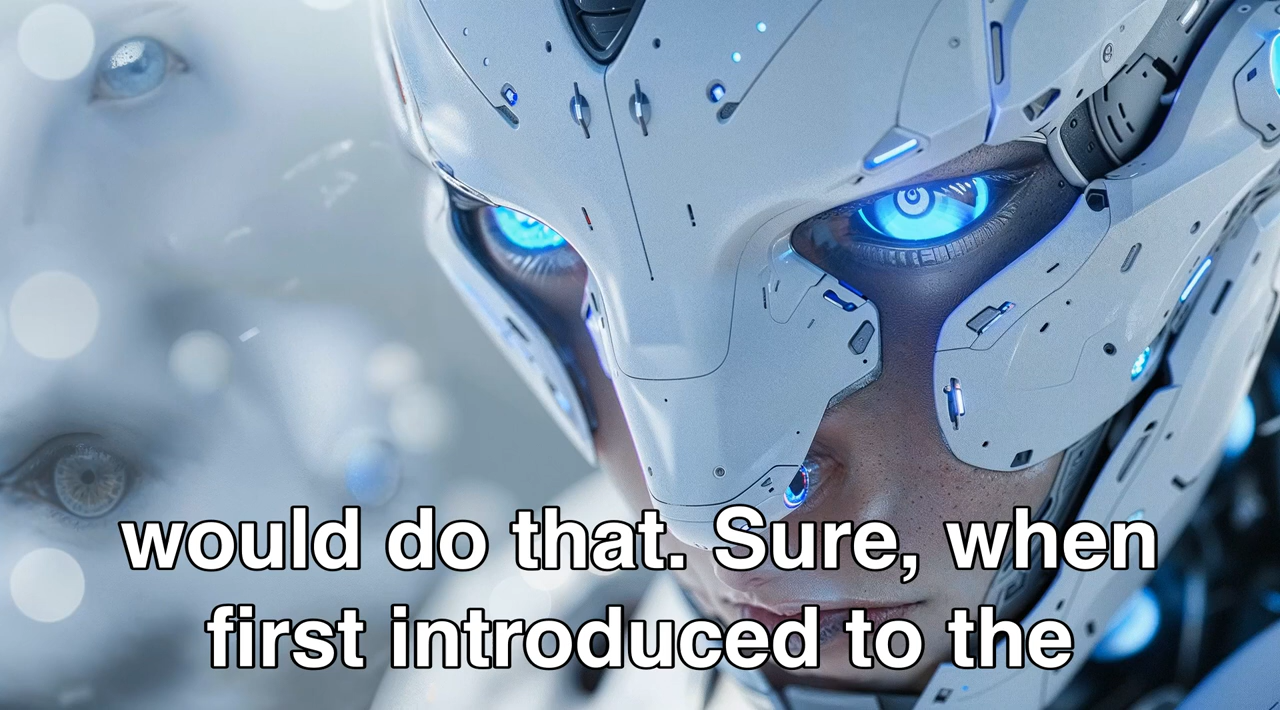 would do that. Sure, when
first introduced to the